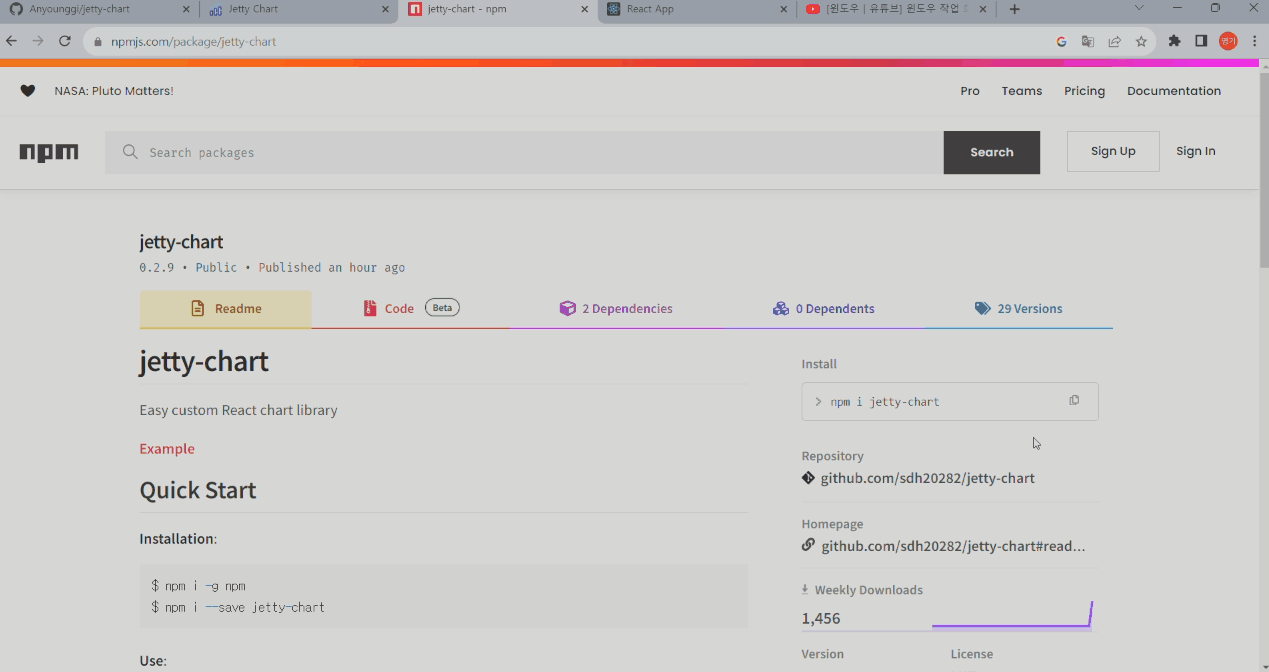 Anyounggi/jetty-chart
Jetty Chart
jetty-chart - npm
React App
[윈도우 | 유튜브] 윈도우 작업
npmjs.com/package/jetty-chart
영기
NASA: Pluto Matters!
Pro
Teams
Pricing
Documentation
npm
Search packages
Search
Sign Up
Sign In
jetty-chart
0.2.9 • Public • Published an hour ago
Readme
Code
Beta
2 Dependencies
0 Dependents
29 Versions
jetty-chart
Easy custom React chart library
Example
Quick Start
Installation:
$ npm i -g npm
$ npm i --save jetty-chart
Use:
Install
> npm i jetty-chart
Repository
github.com/sdh20282/jetty-chart
Homepage
github.com/sdh20282/jetty-chart#read...
Weekly Downloads
1,456
Version
License